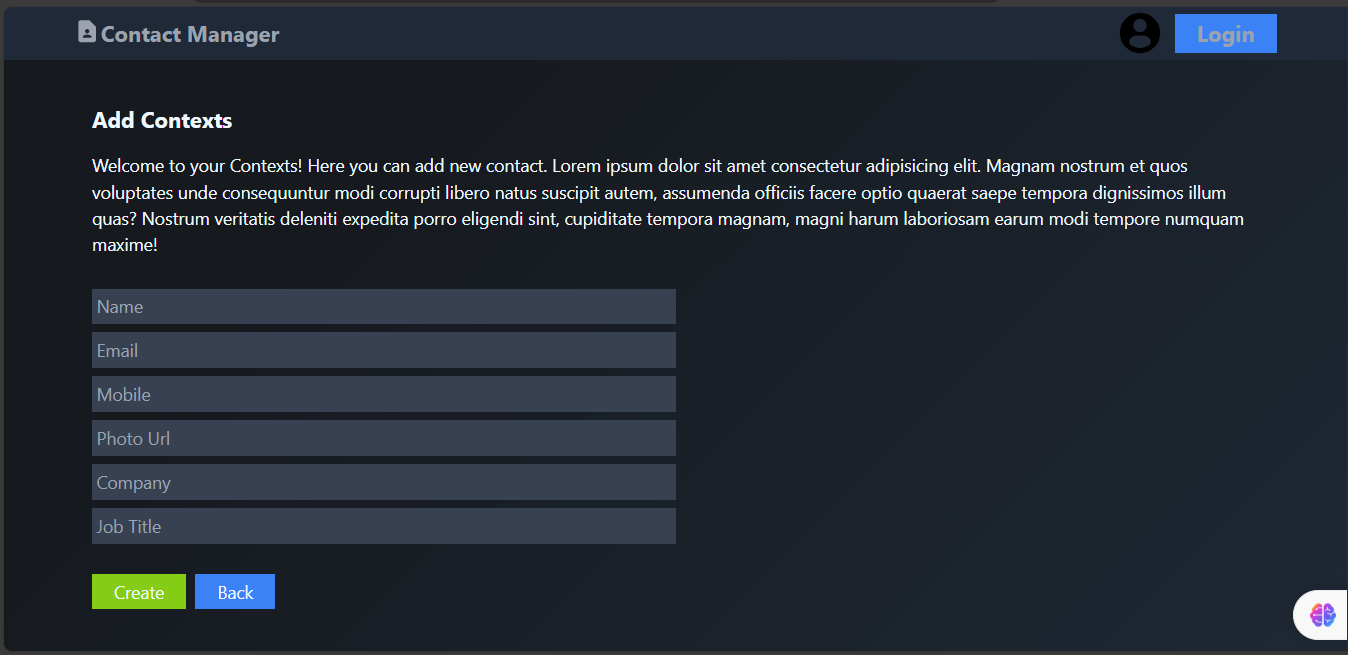 Contact Manager
Login
Add Contexts
Welcome to your Contexts! Here you can add new contact. Lorem ipsum dolor sit amet consectetur adipisicing elit. Magnam nostrum et quos
voluptates unde consequuntur modi corrupti libero natus suscipit autem, assumenda officiis facere optio quaerat saepe tempora dignissimos illum
quas? Nostrum veritatis deleniti expedita porro eligendi sint, cupiditate tempora magnam, magni harum laboriosam earum modi tempore numquam
maxime!
Name
Email
Mobile
Photo Url
Company
Job Title
Create
Back